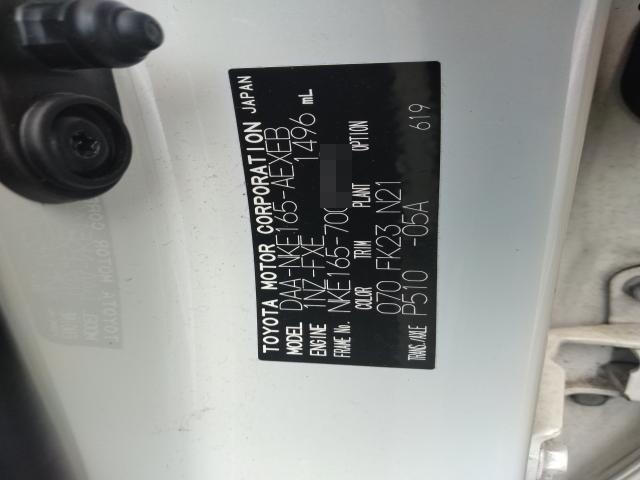 TOYOTA MOTOR CORPORATION JAPAN
MODEL DAA-NKE165-AEXEB
ENGINE 1NZ-FXE 1496 mL
FRAME No. NKE165-700
COLOR TRIM PLANT OPTION
070 FK23 N21
TRANS./AXLE P510 -05A 619